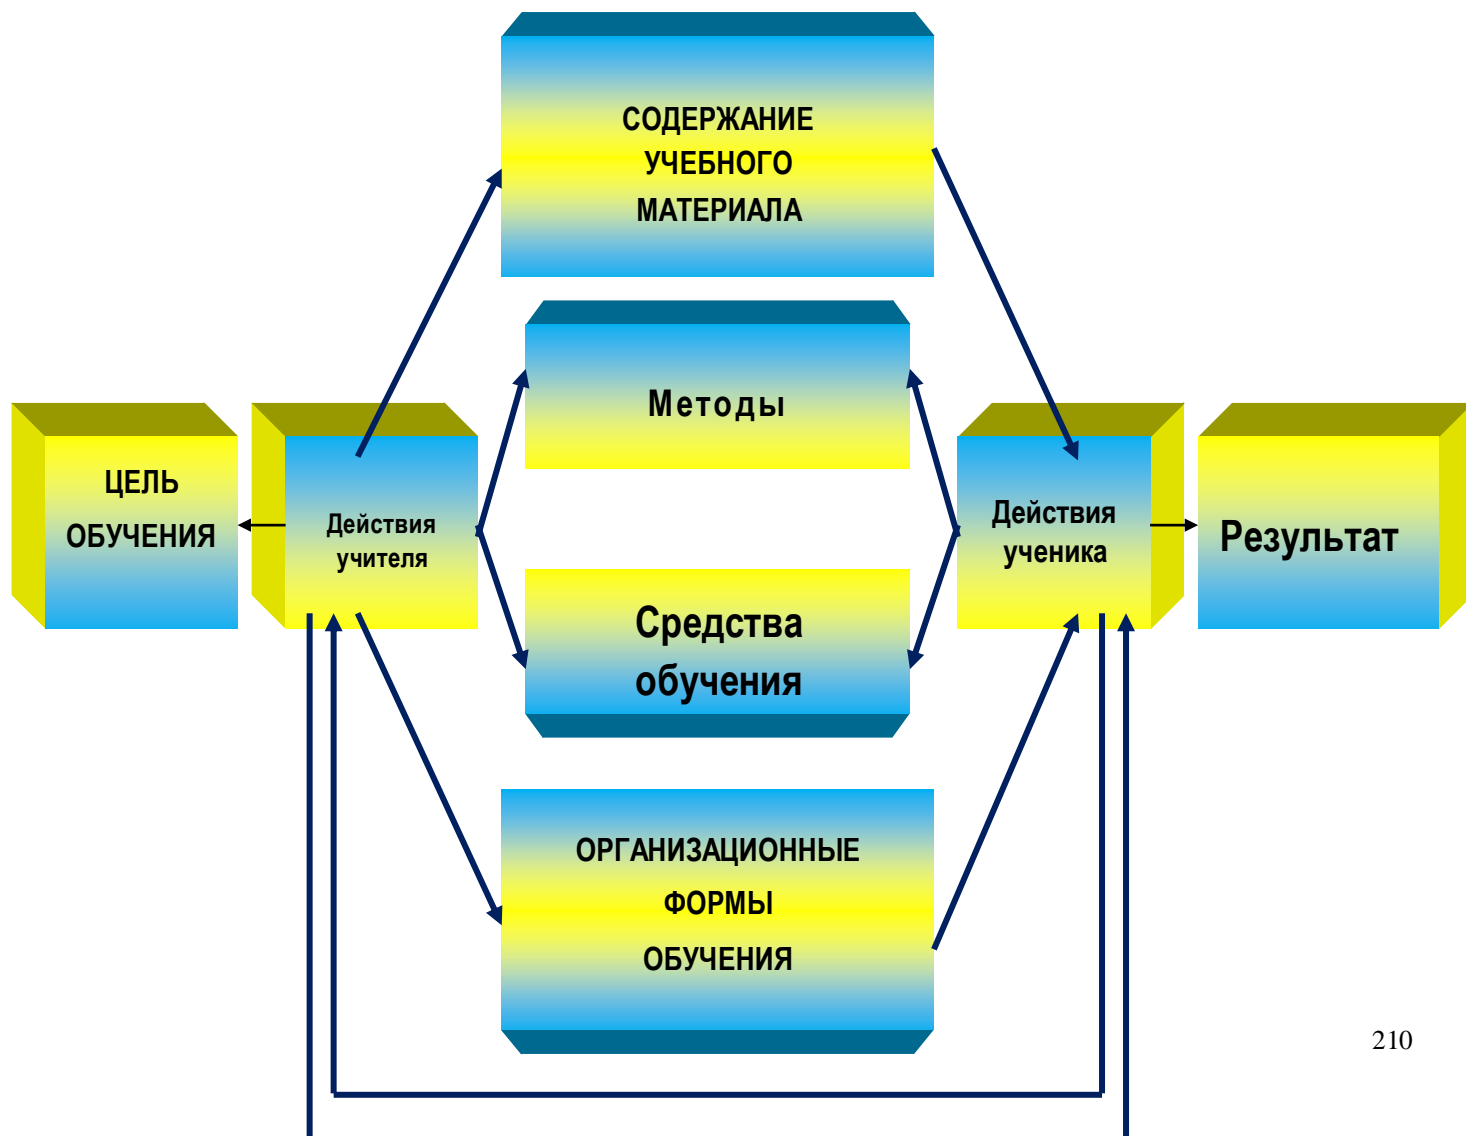 СОДЕРЖАНИЕ
УЧЕБНОГО
МАТЕРИАЛА
Методы
ЦЕЛЬ
ОБУЧЕНИЯ
Действия
учителя
Действия
ученика
Результат
Средства
обучения
ОРГАНИЗАЦИОННЫЕ
ФОРМЫ
ОБУЧЕНИЯ
210